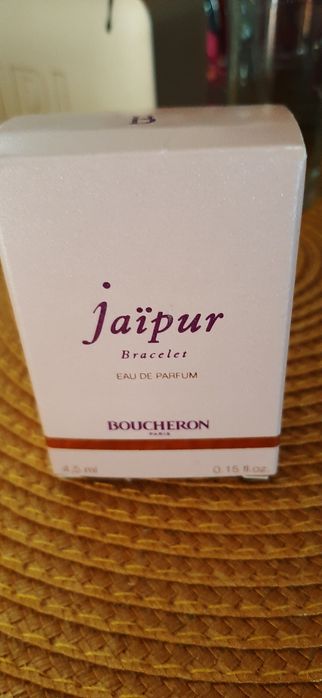 B
jaïpur
Bracelet
EAU DE PARFUM
BOUCHERON
PARIS
4.5 ml 0.15 fl.oz.